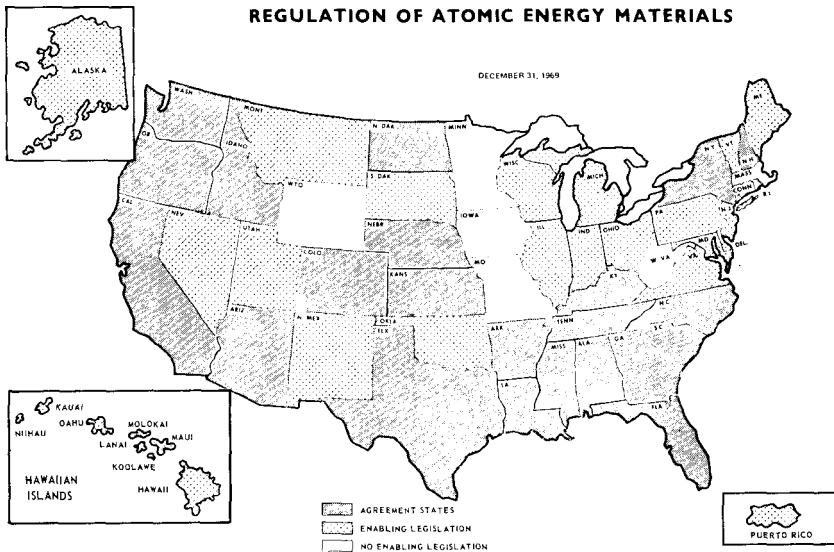 REGULATION OF ATOMIC ENERGY MATERIALS
DECEMBER 31, 1969
ALASKA
WASH
MONT
N DAK
MINN
ME
OR
IDAHO
S. DAK
WISC
MICH
N Y
V T
N.H
MASS
CONN
R I.
WYO
CAL
NEV
UTAH
NEBR
IOWA
ILL
IND
OHIO
PA
N J
MD
DEL.
COLO
KANS
MO
KY
W VA
VA
ARIZ
N. MEX
OKLA
TEX
ARK
TENN
N.C
S C
MISS
ALA
GA
LA
FLA
KAUAI
NIIHAU
OAHU
MOLOKAI
LANAI
MAUI
KOOLAWE
HAWAII
HAWAIIAN
ISLANDS
AGREEMENT STATES
ENABLING LEGISLATION
NO ENABLING LEGISLATION
PUERTO RICO